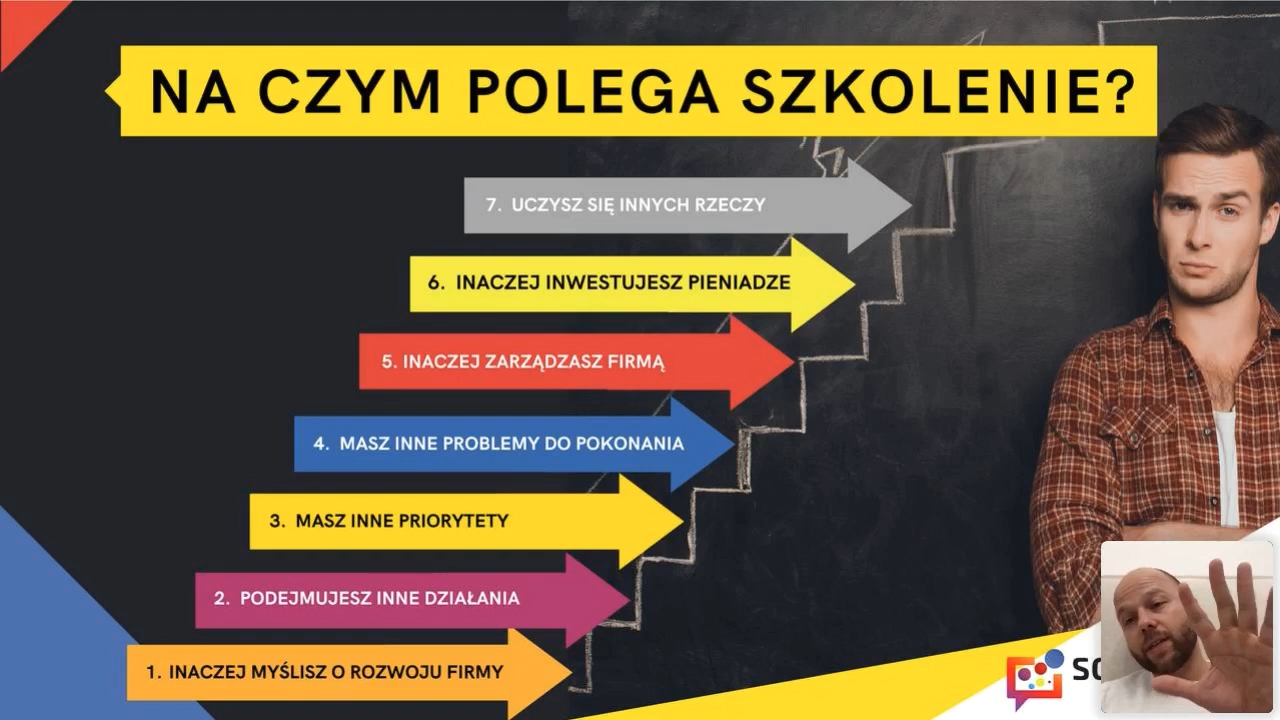 NA CZYM POLEGA SZKOLENIE?
7. UCZYSZ SIĘ INNYCH RZECZY
6. INACZEJ INWESTUJESZ PIENIADZE
5. INACZEJ ZARZĄDZASZ FIRMĄ
4. MASZ INNE PROBLEMY DO POKONANIA
3. MASZ INNE PRIORYTETY
2. PODEJMUJESZ INNE DZIAŁANIA
1. INACZEJ MYŚLISZ O ROZWOJU FIRMY